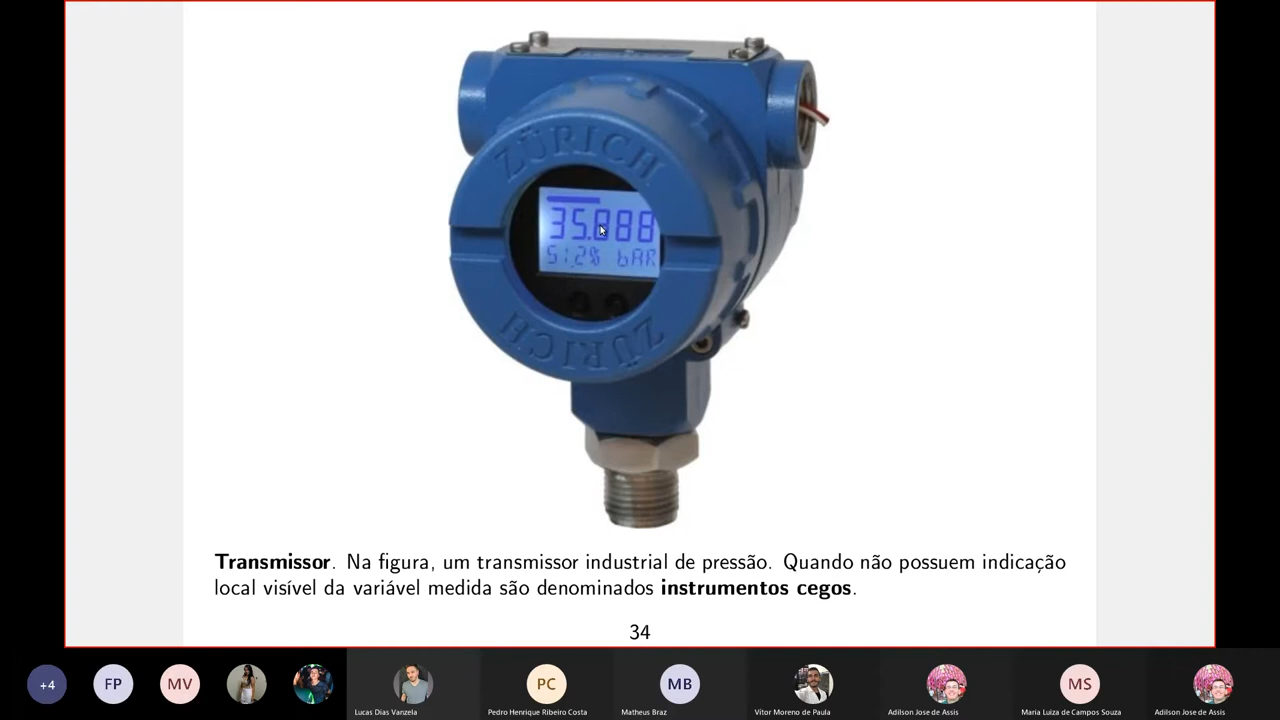 ZÜRICH
35.888
51.2% bAR
ZÜRICH
Transmissor. Na figura, um transmissor industrial de pressão. Quando não possuem indicação
local visível da variável medida são denominados instrumentos cegos.
34
+4
FP
MV
PC
MB
MS
Lucas Dias Vanzela
Pedro Henrique Ribeiro Costa
Matheus Braz
Vítor Moreno de Paula
Adilson Jose de Assis
Maria Luiza de Campos Souza
Adilson Jose de Assis